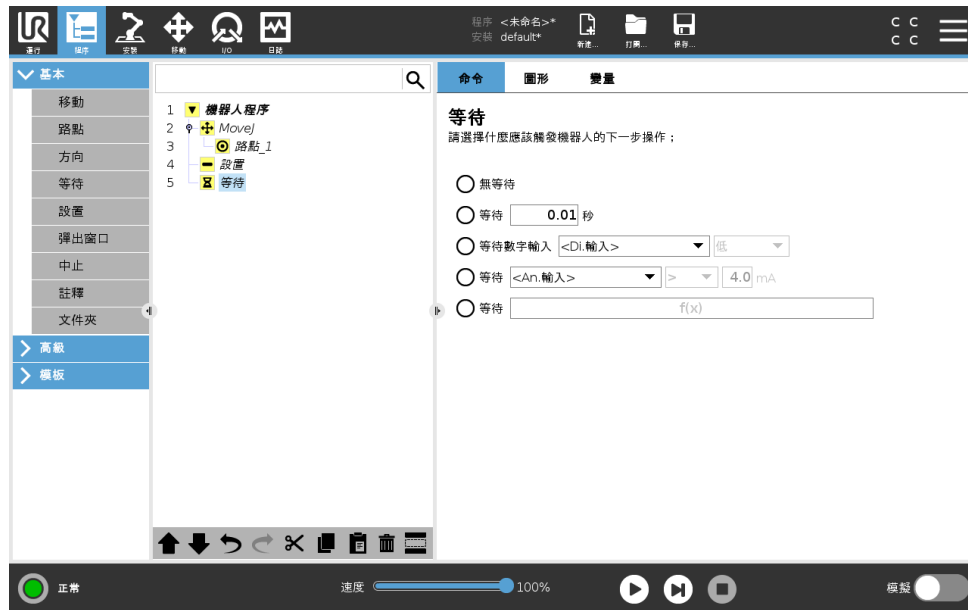 UR
運行
程序
安裝
移動
I/O
日誌
程序 <未命名>*
安裝 default*
新建...
打開...
保存...
C C
C C
基本
移動
路點
方向
等待
設置
彈出窗口
中止
註釋
文件夾
高級
模板
1 機器人程序
2 MoveJ
3 路點_1
4 設置
5 等待
命令 圖形 變量
等待
請選擇什麼應該觸發機器人的下一步操作；
無等待
等待 0.01 秒
等待數字輸入 <Di.輸入> 低
等待 <An.輸入> > 4.0 mA
等待 f(x)
正常
速度 100%
模擬